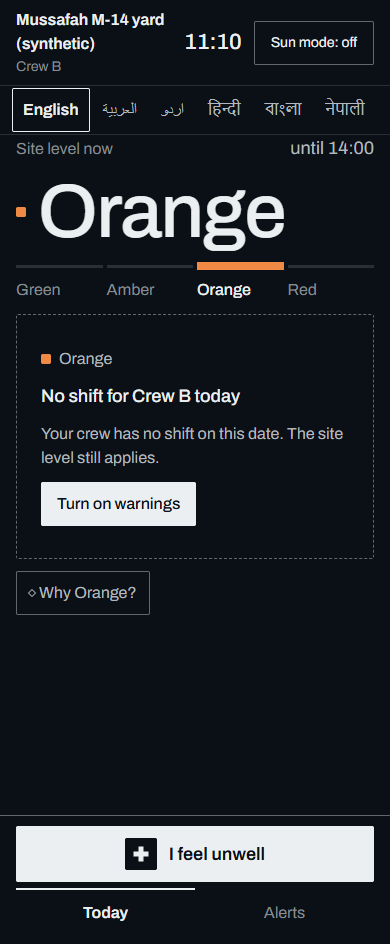 Mussafah M-14 yard
(synthetic)
Crew B
11:10
Sun mode: off
English
العربية
اردو
हिन्दी
বাংলা
नेपाली
Site level now
until 14:00
Orange
Green
Amber
Orange
Red
Orange
No shift for Crew B today
Your crew has no shift on this date. The site
level still applies.
Turn on warnings
Why Orange?
I feel unwell
Today
Alerts